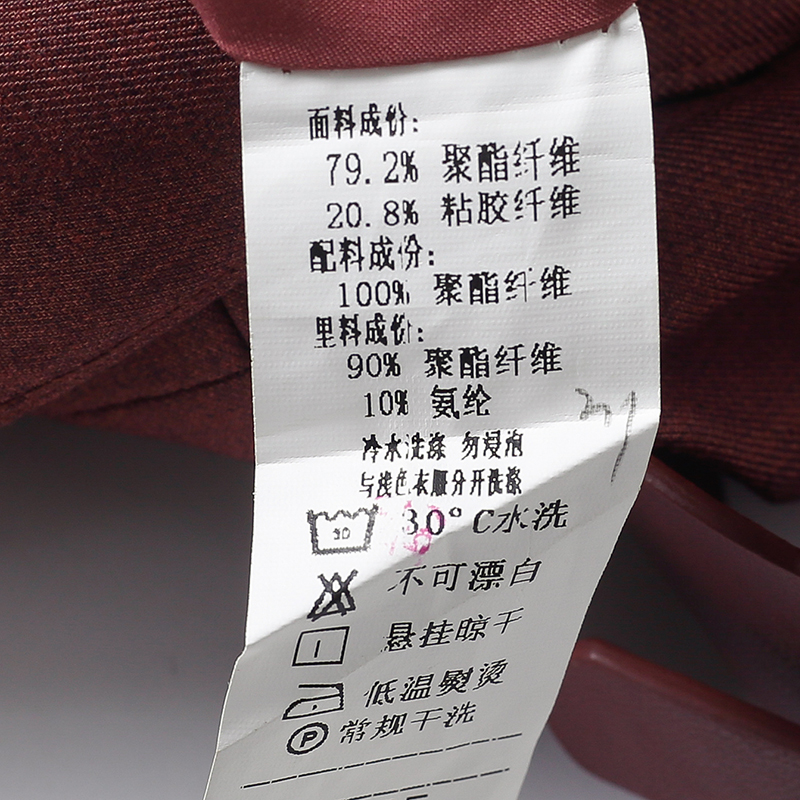 面料成份:
79.2% 聚酯纤维
20.8% 粘胶纤维
配料成份:
100% 聚酯纤维
里料成份:
90% 聚酯纤维
10% 氨纶
冷水洗涤 勿浸泡
与浅色衣服分开洗涤
30 30°C水洗
不可漂白
悬挂晾干
低温熨烫
P 常规干洗